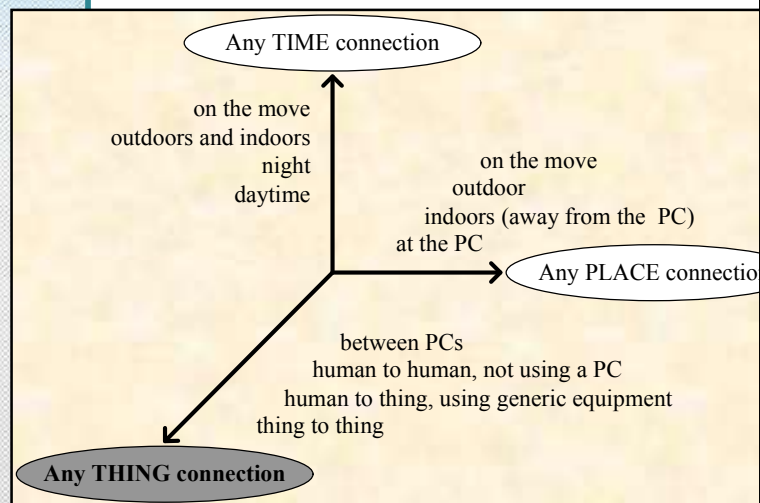 Any TIME connection
on the move
outdoors and indoors
night
daytime
on the move
outdoor
indoors (away from the PC)
at the PC
Any PLACE connectio
between PCs
human to human, not using a PC
human to thing, using generic equipment
thing to thing
Any THING connection